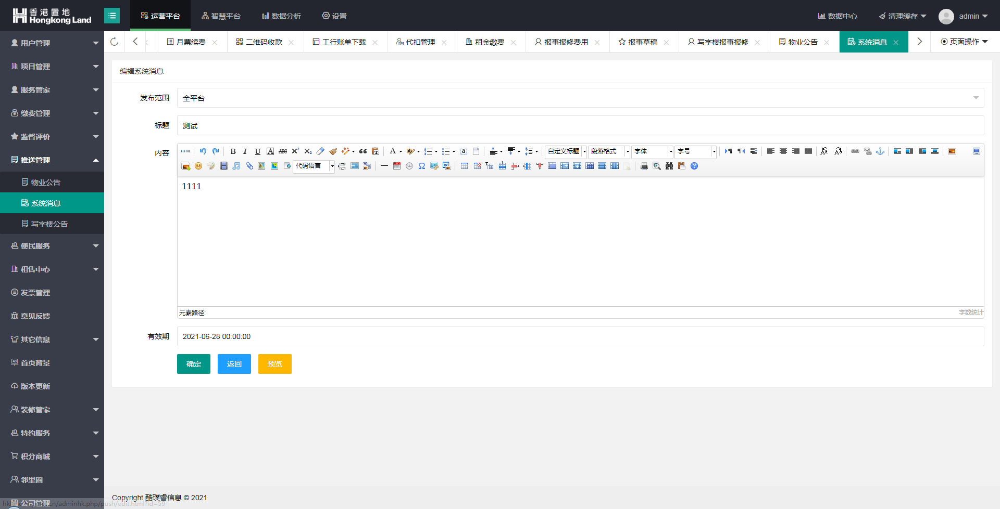 香港置地
Hongkong Land
运营平台
智慧平台
数据分析
设置
数据中心
清理缓存
admin
月票续费
二维码收款
工行账单下载
代扣管理
租金缴费
报事报修费用
报事草稿
写字楼报事报修
物业公告
系统消息
页面操作
用户管理
项目管理
服务管家
缴费管理
监督评价
推送管理
物业公告
系统消息
写字楼公告
便民服务
租售中心
发票管理
意见反馈
其它信息
首页背景
版本更新
装修管家
特约服务
积分商城
邻里圈
公司管理
编辑系统消息
发布范围
全平台
标题
测试
内容
HTML
自定义标题
段落格式
字体
字号
代码语言
1111
元素路径:
字数统计
有效期
2021-06-28 00:00:00
确定
返回
预览
Copyright 酷璞睿信息 © 2021